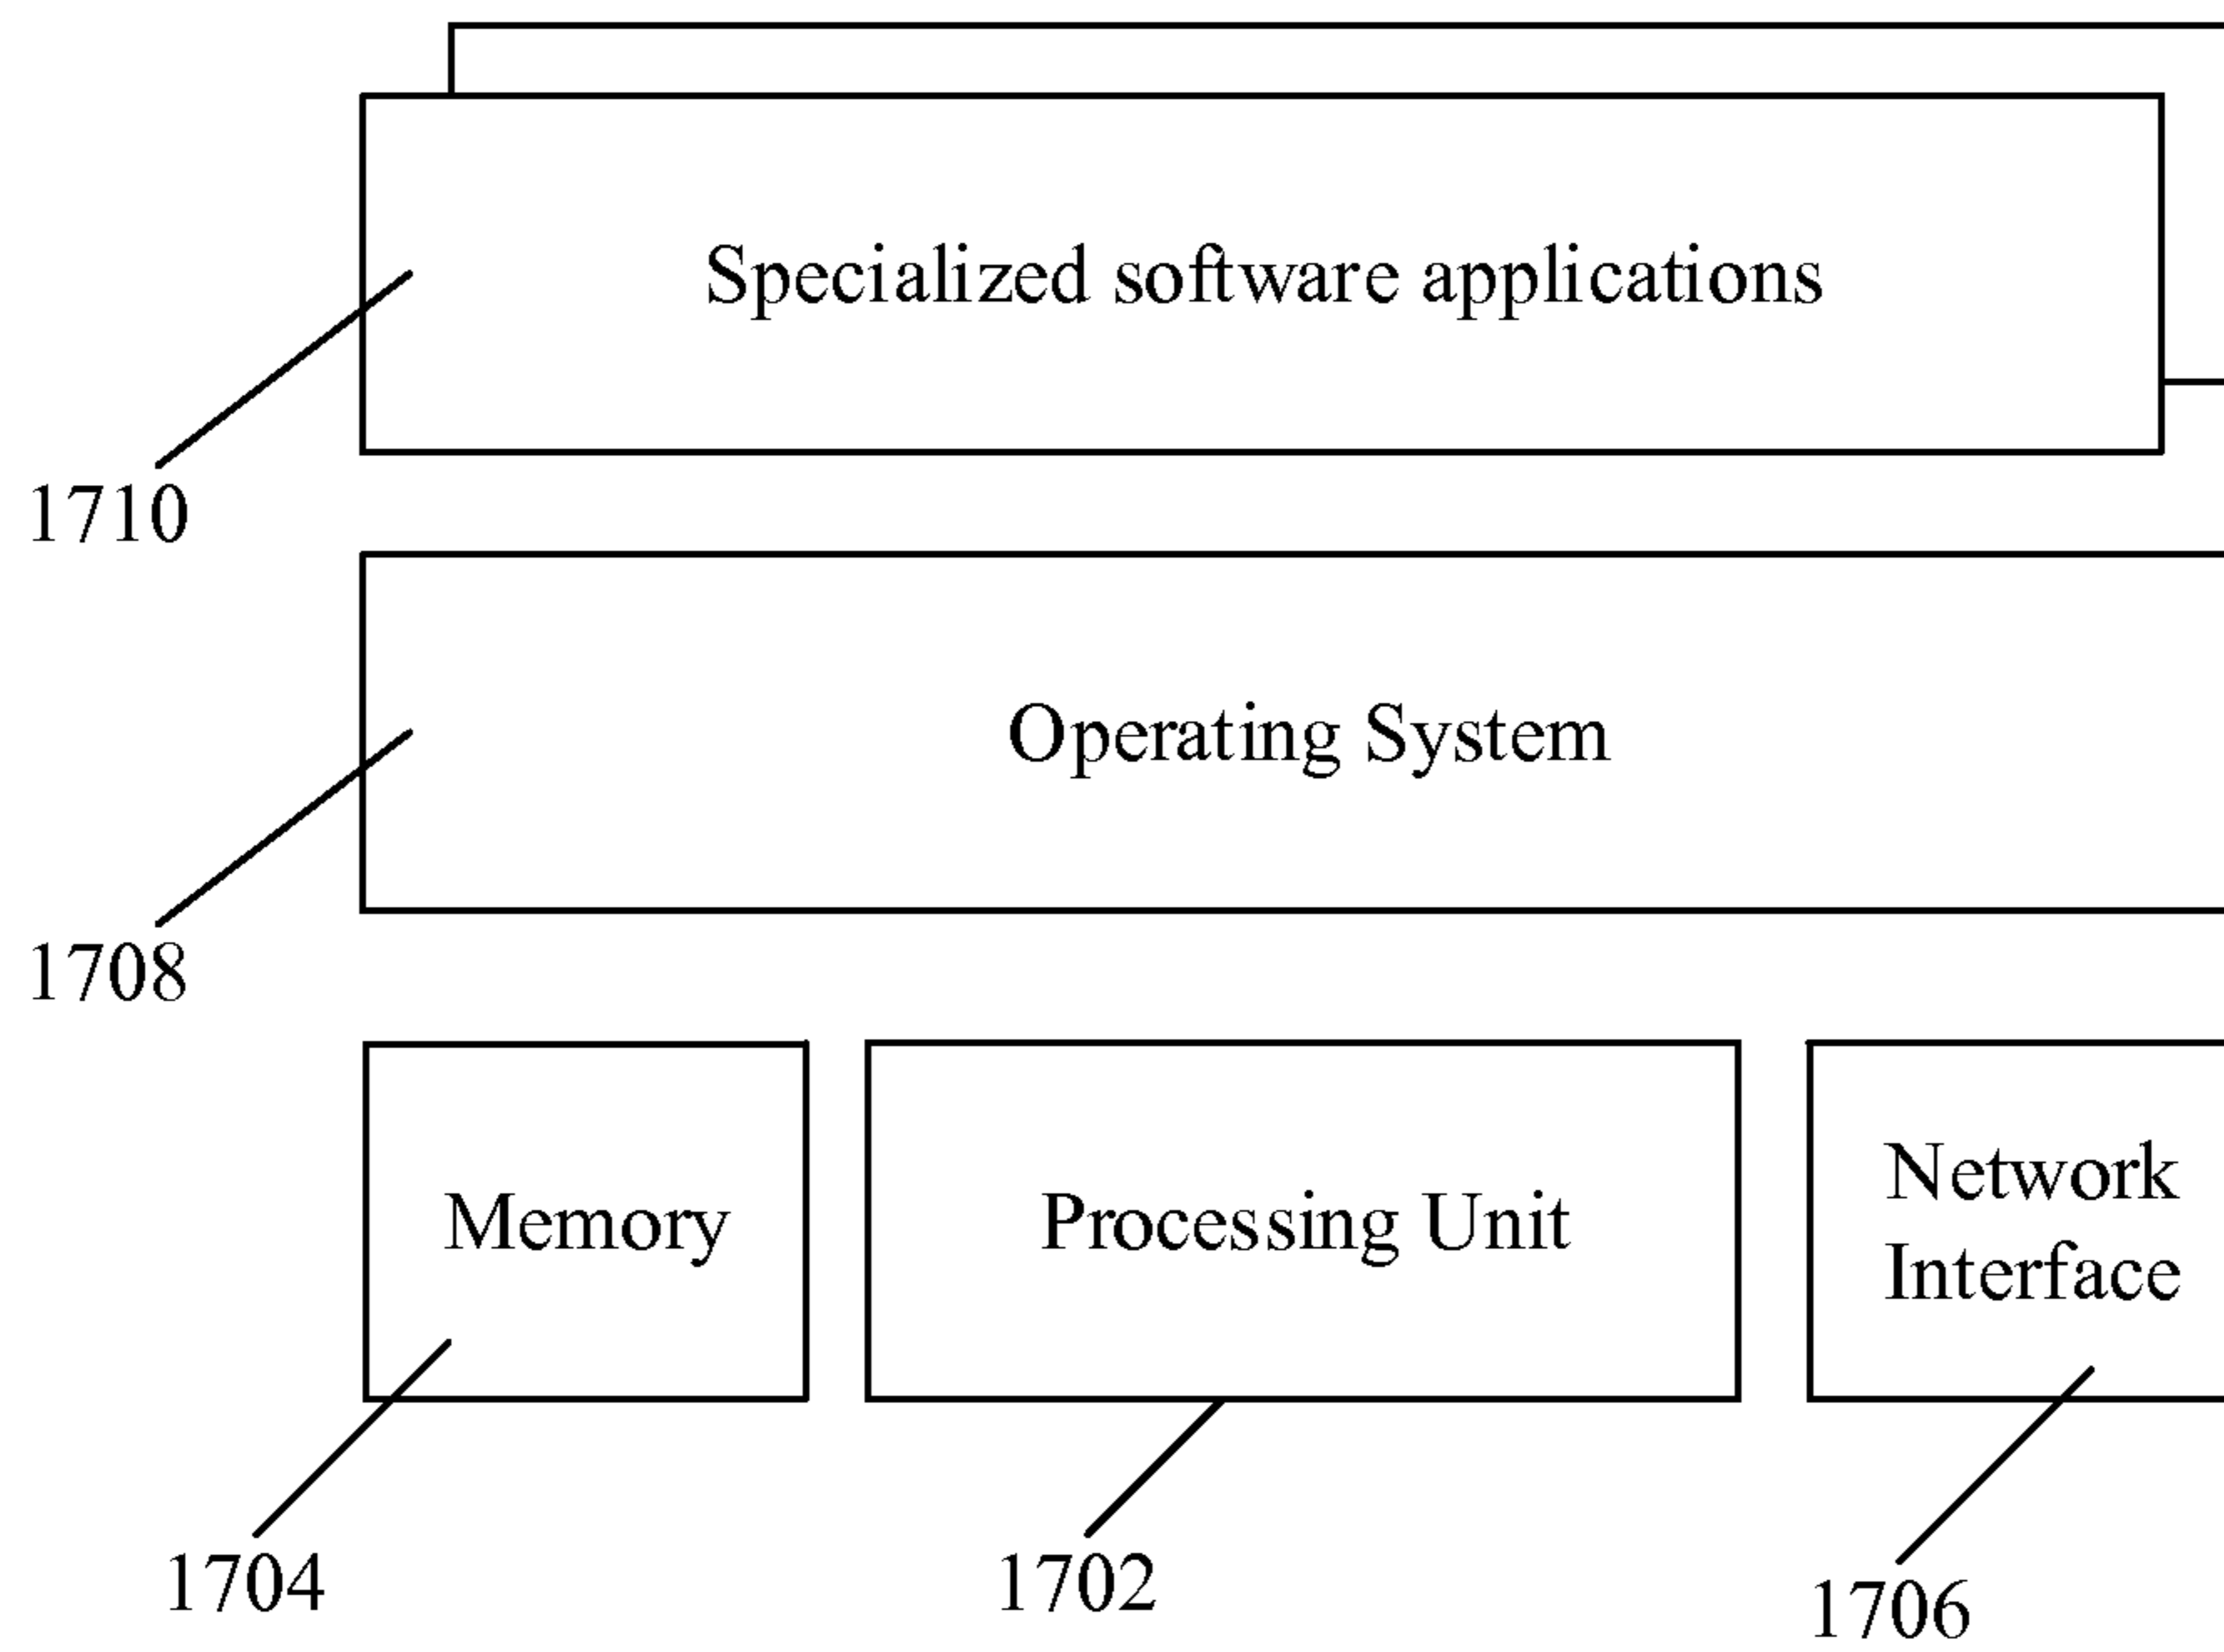 Specialized software applications
1710
Operating System
1708
Memory
Processing Unit
Network
Interface
1704
1702
1706